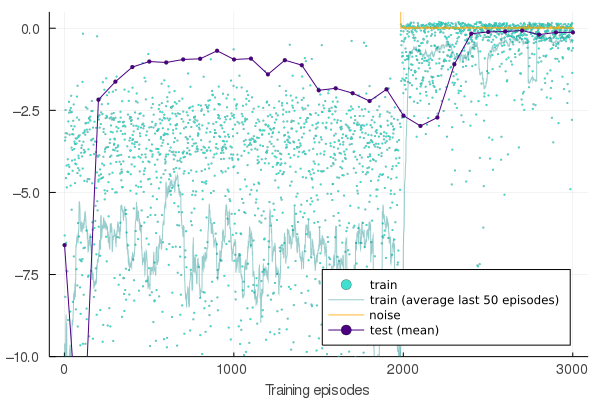 0.0
−2.5
−5.0
−7.5
−10.0
0
1000
2000
3000
Training episodes
train
train (average last 50 episodes)
noise
test (mean)